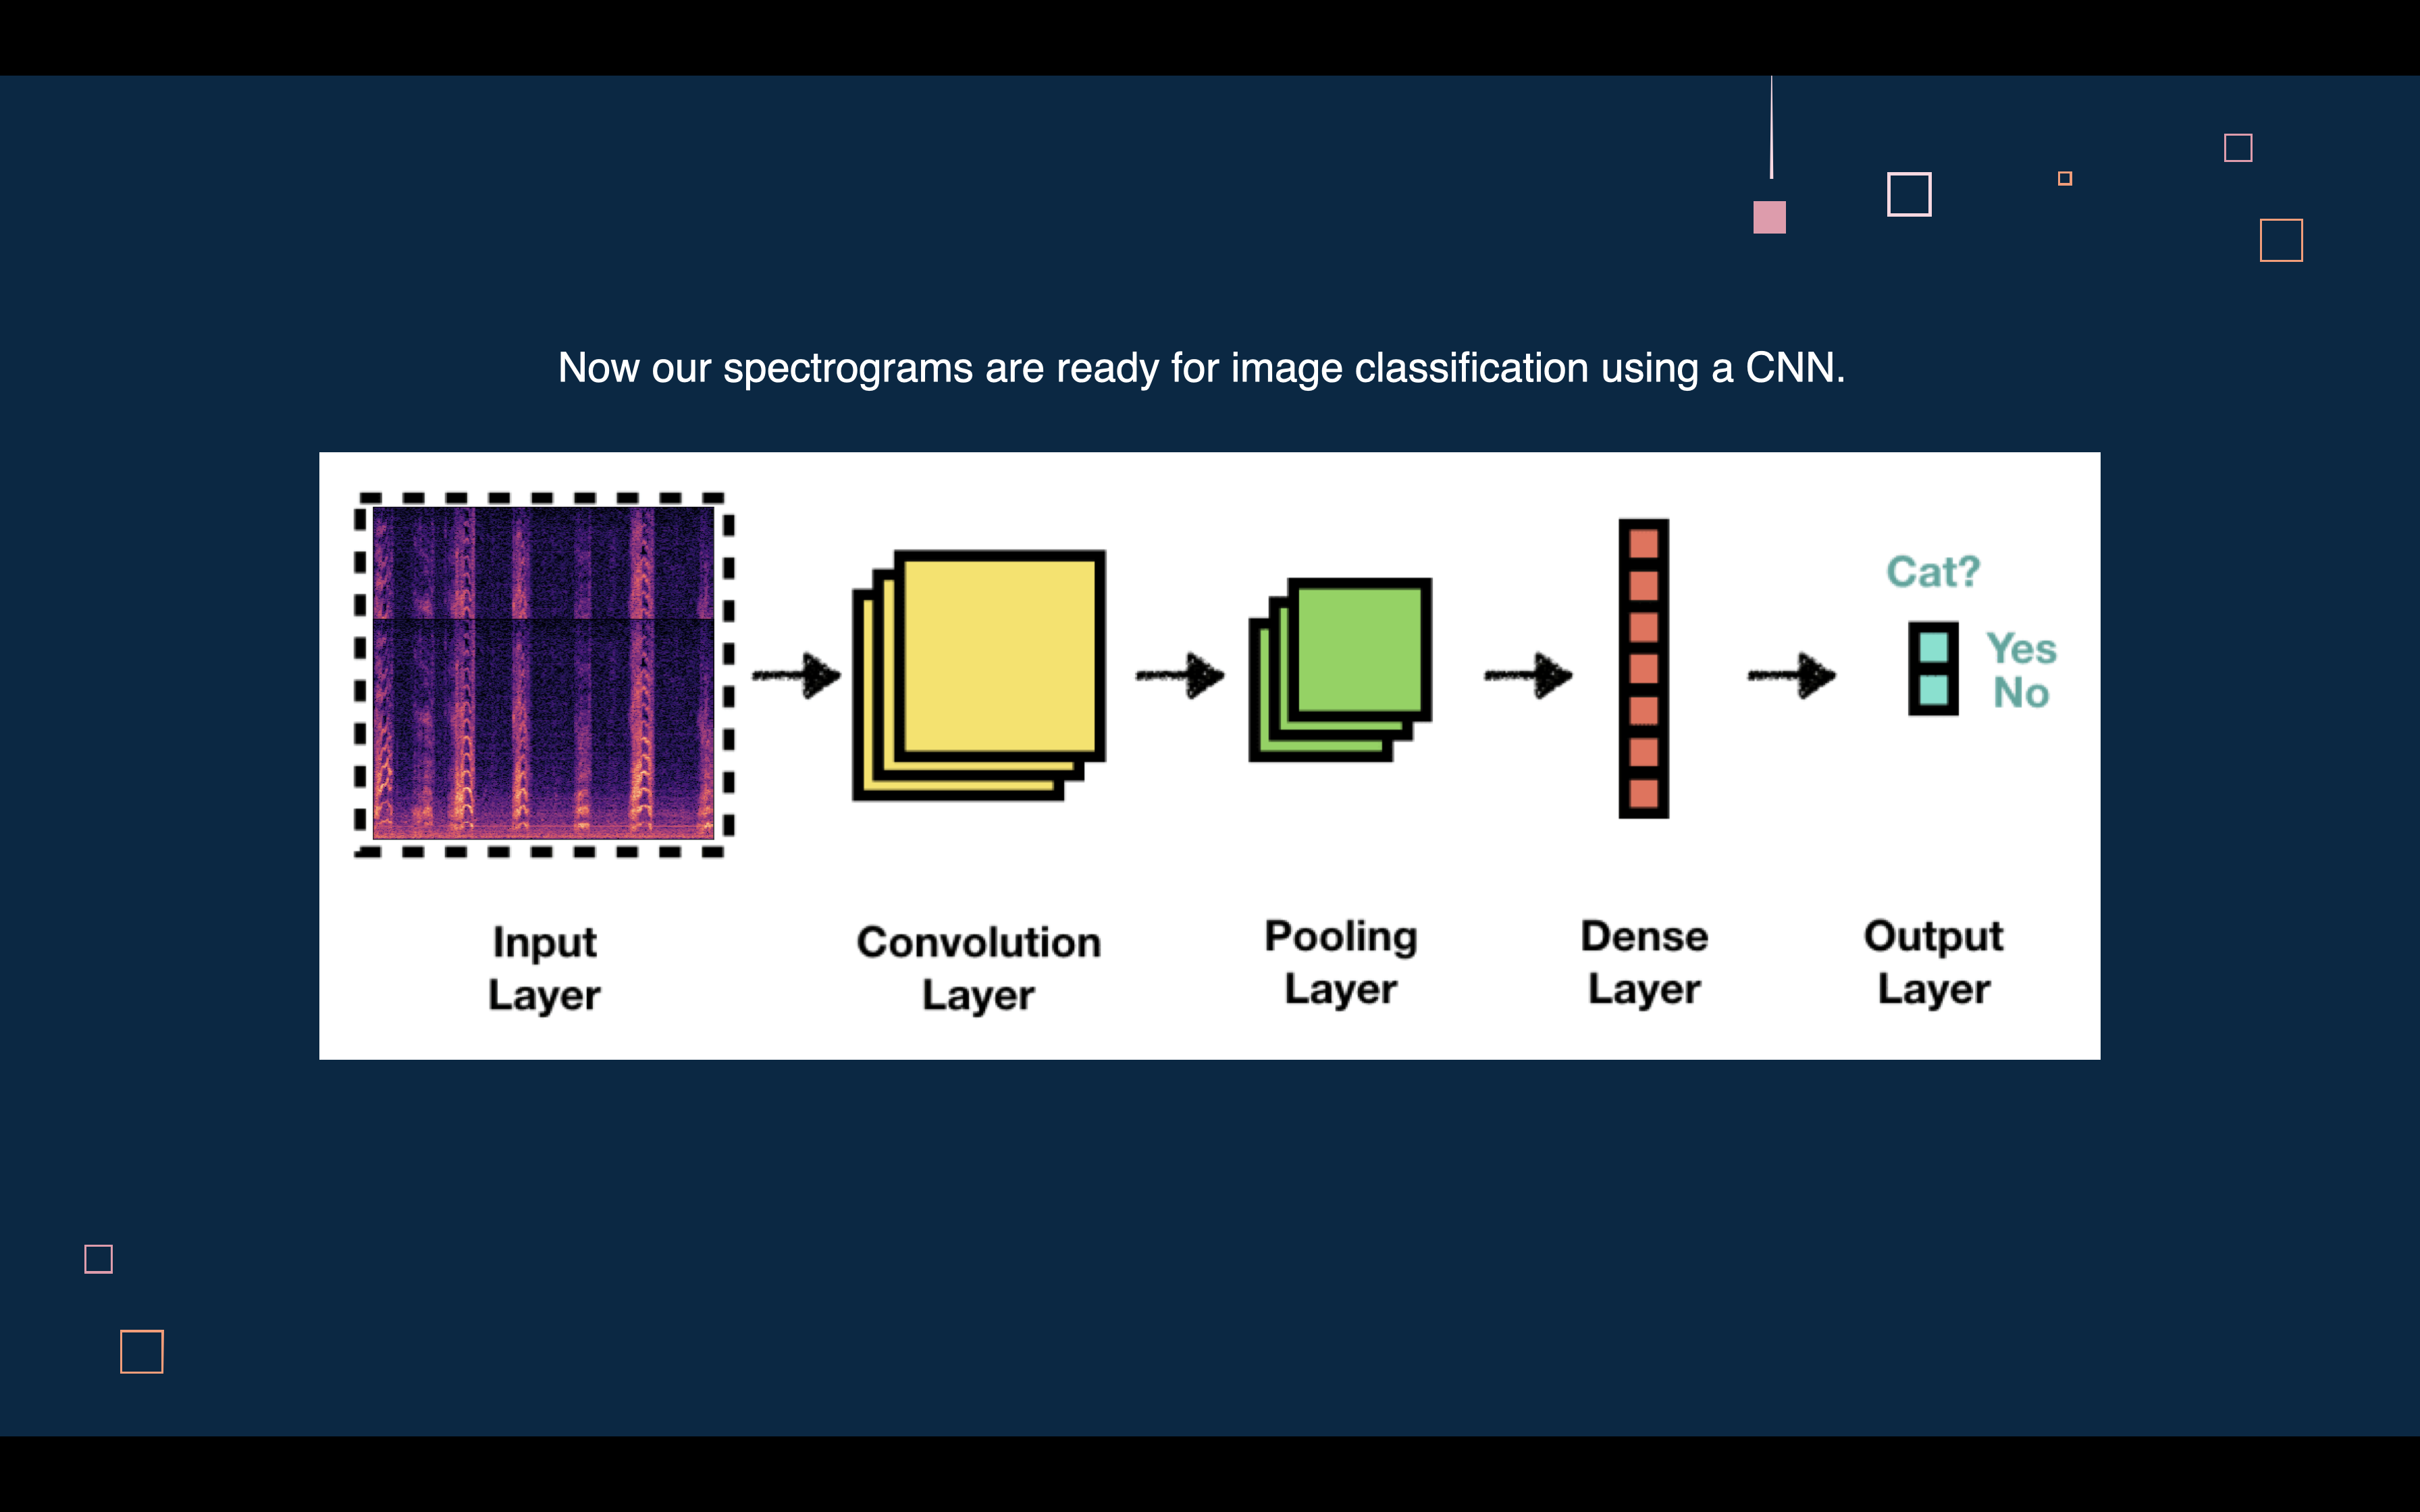 Now our spectrograms are ready for image classification using a CNN.
Cat?
Yes
No
Input
Layer
Convolution
Layer
Pooling
Layer
Dense
Layer
Output
Layer